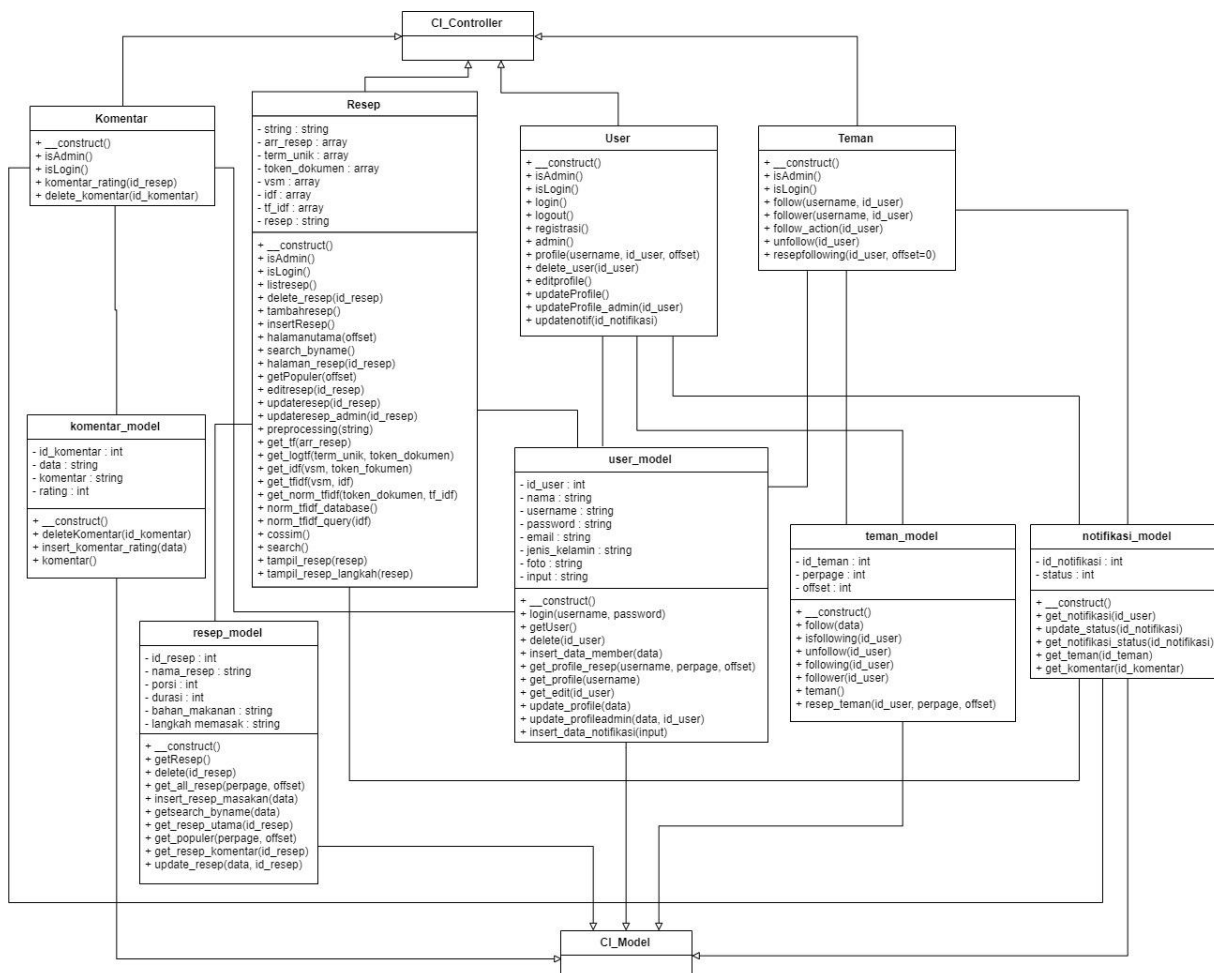 CI_Controller
Komentar
+ __construct()
+ isAdmin()
+ isLogin()
+ komentar_rating(id_resep)
+ delete_komentar(id_komentar)
Resep
- string : string
- arr_resep : array
- term_unik : array
- token_dokumen : array
- vsm : array
- idf : array
- tf_idf : array
- resep : string
+ __construct()
+ isAdmin()
+ isLogin()
+ listresep()
+ delete_resep(id_resep)
+ tambahresep()
+ insertResep()
+ halamanutama(offset)
+ search_byname()
+ halaman_resep(id_resep)
+ getPopuler(offset)
+ editresep(id_resep)
+ updateresep(id_resep)
+ updateresep_admin(id_resep)
+ preprocessing(string)
+ get_tf(arr_resep)
+ get_logtf(term_unik, token_dokumen)
+ get_idf(vsm, token_fokumen)
+ get_tfidf(vsm, idf)
+ get_norm_tfidf(token_dokumen, tf_idf)
+ norm_tfidf_database()
+ norm_tfidf_query(idf)
+ cossim()
+ search()
+ tampil_resep(resep)
+ tampil_resep_langkah(resep)
User
+ __construct()
+ isAdmin()
+ isLogin()
+ login()
+ logout()
+ registrasi()
+ admin()
+ profile(username, id_user, offset)
+ delete_user(id_user)
+ editprofile()
+ updateProfile()
+ updateProfile_admin(id_user)
+ updatenotif(id_notifikasi)
Teman
+ __construct()
+ isAdmin()
+ isLogin()
+ follow(username, id_user)
+ follower(username, id_user)
+ follow_action(id_user)
+ unfollow(id_user)
+ resepfollowing(id_user, offset=0)
komentar_model
- id_komentar : int
- data : string
- komentar : string
- rating : int
+ __construct()
+ deleteKomentar(id_komentar)
+ insert_komentar_rating(data)
+ komentar()
user_model
- id_user : int
- nama : string
- username : string
- password : string
- email : string
- jenis_kelamin : string
- foto : string
- input : string
+ __construct()
+ login(username, password)
+ getUser()
+ delete(id_user)
+ insert_data_member(data)
+ get_profile_resep(username, perpage, offset)
+ get_profile(username)
+ get_edit(id_user)
+ update_profile(data)
+ update_profileadmin(data, id_user)
+ insert_data_notifikasi(input)
teman_model
- id_teman : int
- perpage : int
- offset : int
+ __construct()
+ follow(data)
+ isfollowing(id_user)
+ unfollow(id_user)
+ following(id_user)
+ follower(id_user)
+ teman()
+ resep_teman(id_user, perpage, offset)
notifikasi_model
- id_notifikasi : int
- status : int
+ __construct()
+ get_notifikasi(id_user)
+ update_status(id_notifikasi)
+ get_notifikasi_status(id_notifikasi)
+ get_teman(id_teman)
+ get_komentar(id_komentar)
resep_model
- id_resep : int
- nama_resep : string
- porsi : int
- durasi : int
- bahan_makanan : string
- langkah memasak : string
+ __construct()
+ getResep()
+ delete(id_resep)
+ get_all_resep(perpage, offset)
+ insert_resep_masakan(data)
+ getsearch_byname(data)
+ get_resep_utama(id_resep)
+ get_populer(perpage, offset)
+ get_resep_komentar(id_resep)
+ update_resep(data, id_resep)
CI_Model